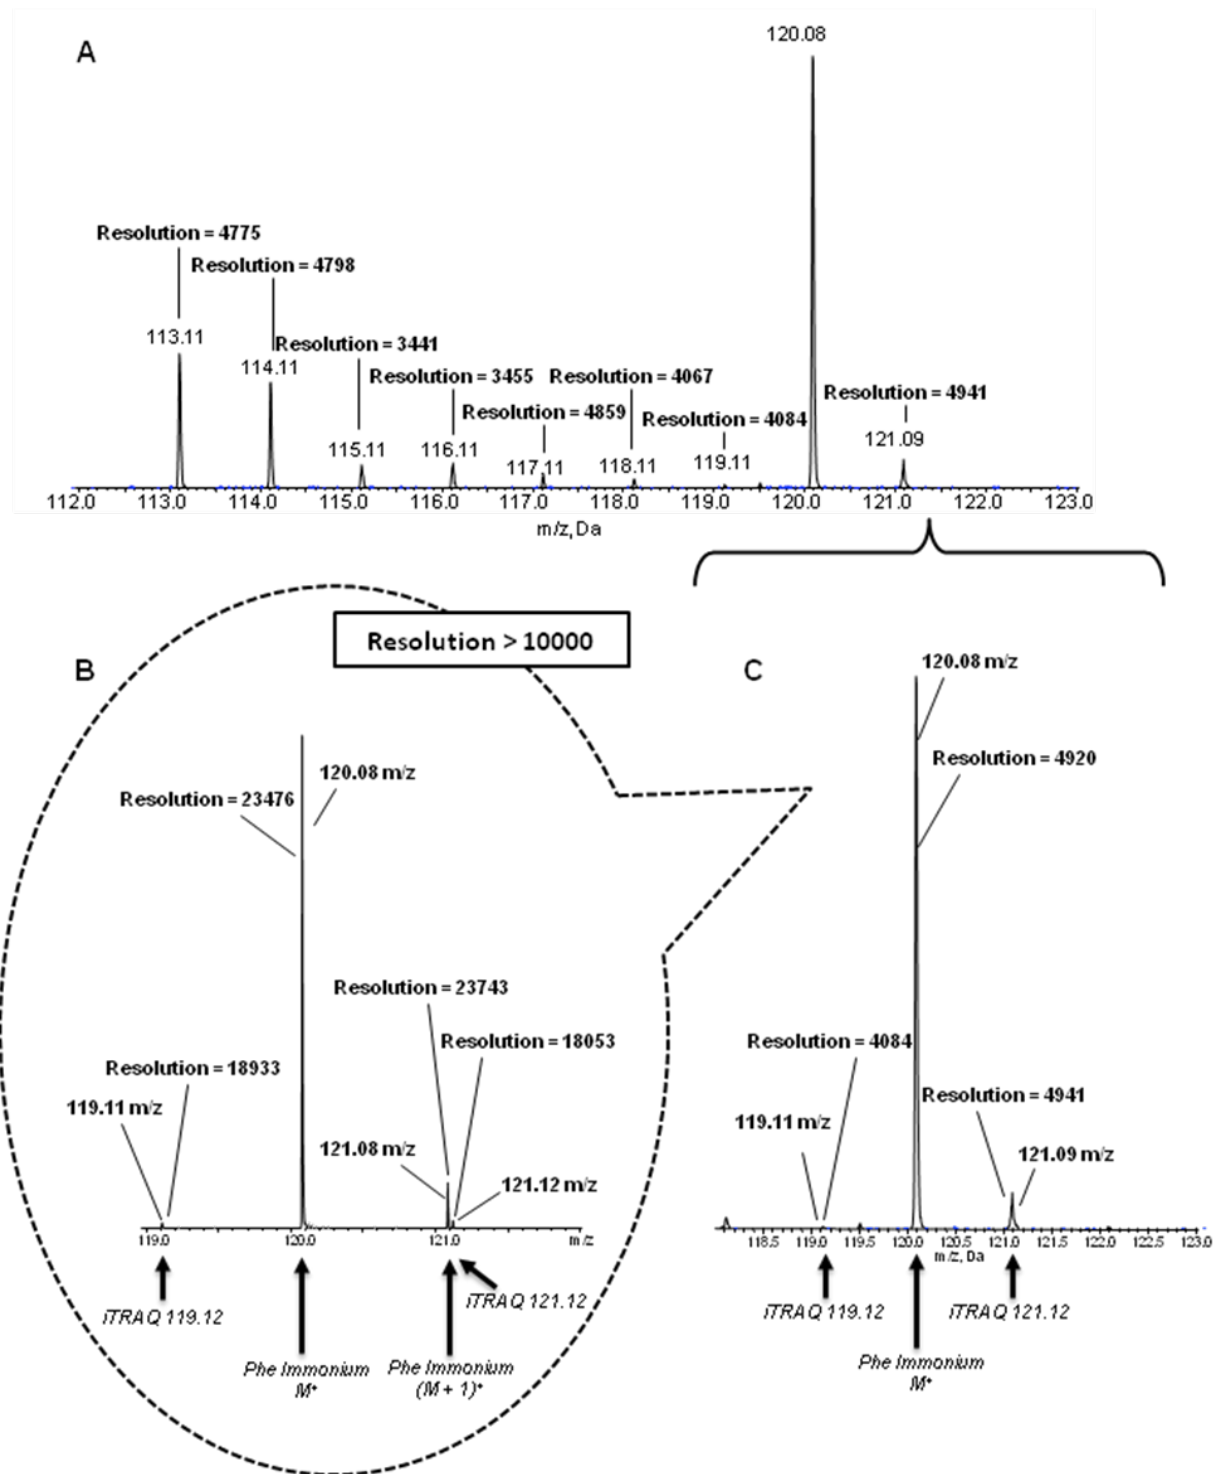 A
120.08
Resolution = 4775
Resolution = 4798
113.11
Resolution = 3441
114.11
Resolution = 3455 Resolution = 4067
Resolution = 4941
Resolution = 4859
Resolution = 4084
115.11
116.11
121.09
117.11
118.11
119.11
112.0 113.0 114.0 115.0 116.0 117.0 118.0 119.0 120.0 121.0 122.0 123.0
m/z, Da
Resolution > 10000
B
120.08 m/z
Resolution = 23476
Resolution = 23743
Resolution = 18053
Resolution = 18933
119.11 m/z
121.08 m/z
121.12 m/z
119.0 120.0 121.0 m/z
iTRAQ 119.12
iTRAQ 121.12
Phe Immonium
M+
Phe Immonium
(M + 1)+
C
120.08 m/z
Resolution = 4920
Resolution = 4084
Resolution = 4941
119.11 m/z
121.09 m/z
118.5 119.0 119.5 120.0 120.5 121.0 121.5 122.0 122.5 123.0
m/z, Da
iTRAQ 119.12
iTRAQ 121.12
Phe Immonium
M+